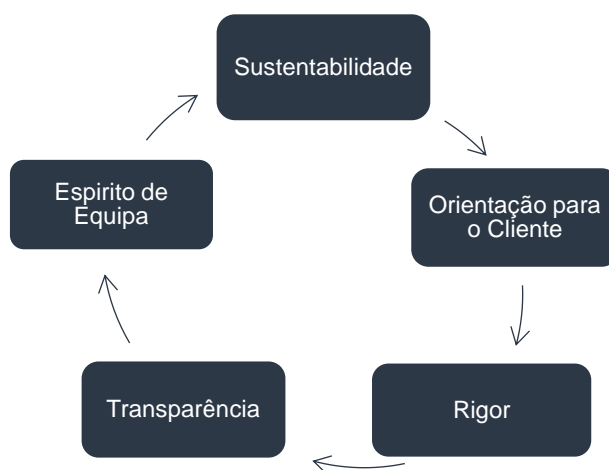 Sustentabilidade
Orientação para
o Cliente
Rigor
Transparência
Espirito de
Equipa